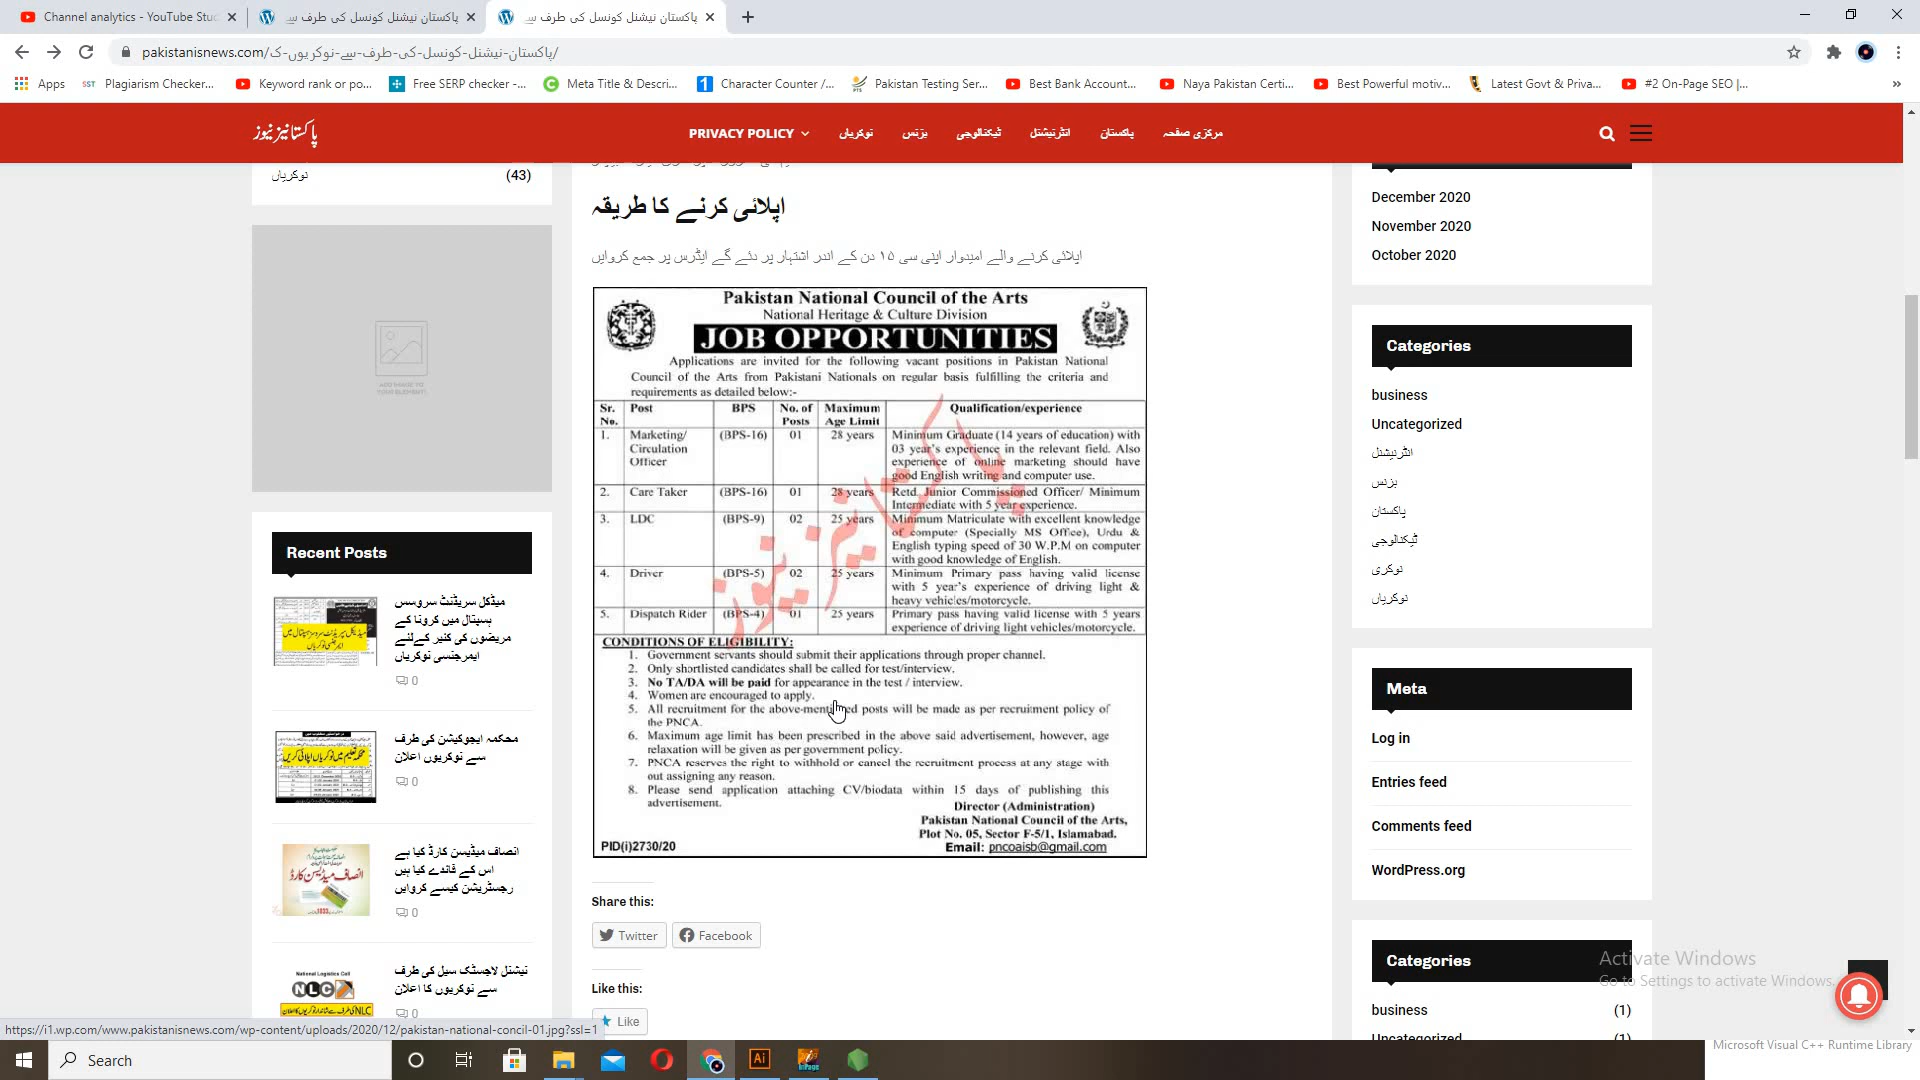 Channel analytics - YouTube Stud
پاکستان نیشنل کونسل کی طرف سے
پاکستان نیشنل کونسل کی طرف سے
pakistanisnews.com/پاکستان-نیشنل-کونسل-کی-طرف-سے-نوکریوں-ک/
Apps
SST Plagiarism Checker...
Keyword rank or po...
Free SERP checker -...
Meta Title & Descri...
Character Counter /...
Pakistan Testing Ser...
Best Bank Account...
Naya Pakistan Certi...
Best Powerful motiv...
Latest Govt & Priva...
#2 On-Page SEO |...
پاکستانیز نیوز
PRIVACY POLICY
نوکریاں
بزنس
ٹیکنالوجی
انٹرنیشنل
پاکستان
مرکزی صفحہ
نوکریاں (43)
Recent Posts
میڈکل سرپڈنٹ سروسس ہسپتال میں کرونا کے مریضوں کی کئیر کےلئے ایمرجنسی نوکریاں
0
محکمہ ایجوکیشن کی طرف سے نوکریوں اعلان
0
انصاف میڈیسن کارڈ کیا ہے اس کے فائدے کیا ہیں رجسٹریشن کیسے کروایں
0
National Logistics Cell
NLC
نیشنل لاجسٹک سیل کی طرف سے نوکریوں کا اعلان
0
اپلائی کرنے کا طریقہ
اپلائی کرنے والے امیدوار اپنی سی ۱۵ دن کے اندر اشتہار پر دئے گے ایڈرس پر جمع کروایں
Pakistan National Council of the Arts
National Heritage & Culture Division
JOB OPPORTUNITIES
Applications are invited for the following vacant positions in Pakistan National
Council of the Arts from Pakistani Nationals on regular basis fulfilling the criteria and
requirements as detailed below:-
Sr. No. Post BPS No. of Posts Maximum Age Limit Qualification/experience
1. Marketing/ Circulation Officer (BPS-16) 01 28 years Minimum Graduate (14 years of education) with 03 year's experience in the relevant field. Also experience of online marketing should have good English writing and computer use.
2. Care Taker (BPS-16) 01 28 years Retd. Junior Commissioned Officer/ Minimum Intermediate with 5 year experience.
3. LDC (BPS-9) 02 25 years Minimum Matriculate with excellent knowledge of computer (Specially MS Office), Urdu & English typing speed of 30 W.P.M on computer with good knowledge of English.
4. Driver (BPS-5) 02 25 years Minimum Primary pass having valid license with 5 year's experience of driving light & heavy vehicles/motorcycle.
5. Dispatch Rider (BPS-4) 01 25 years Primary pass having valid license with 5 years experience of driving light vehicles/motorcycle.
پاکستانیز نیوز
CONDITIONS OF ELIGIBILITY:
1. Government servants should submit their applications through proper channel.
2. Only shortlisted candidates shall be called for test/interview.
3. No TA/DA will be paid for appearance in the test / interview.
4. Women are encouraged to apply.
5. All recruitment for the above-mentioned posts will be made as per recruitment policy of
the PNCA.
6. Maximum age limit has been prescribed in the above said advertisement, however, age
relaxation will be given as per government policy.
7. PNCA reserves the right to withhold or cancel the recruitment process at any stage with
out assigning any reason.
8. Please send application attaching CV/biodata within 15 days of publishing this
advertisement.
Director (Administration)
Pakistan National Council of the Arts,
Plot No. 05, Sector F-5/1, Islamabad.
PID(i)2730/20
Email: pncoaisb@gmail.com
Share this:
Twitter
Facebook
Like this:
Like
December 2020
November 2020
October 2020
Categories
business
Uncategorized
انٹرنیشنل
بزنس
پاکستان
ٹیکنالوجی
نوکری
نوکریاں
Meta
Log in
Entries feed
Comments feed
WordPress.org
Categories
business (1)
Uncategorized (1)
Activate Windows
Go to Settings to activate Windows.
https://i1.wp.com/www.pakistanisnews.com/wp-content/uploads/2020/12/pakistan-national-concil-01.jpg?ssl=1
Search
Microsoft Visual C++ Runtime Library